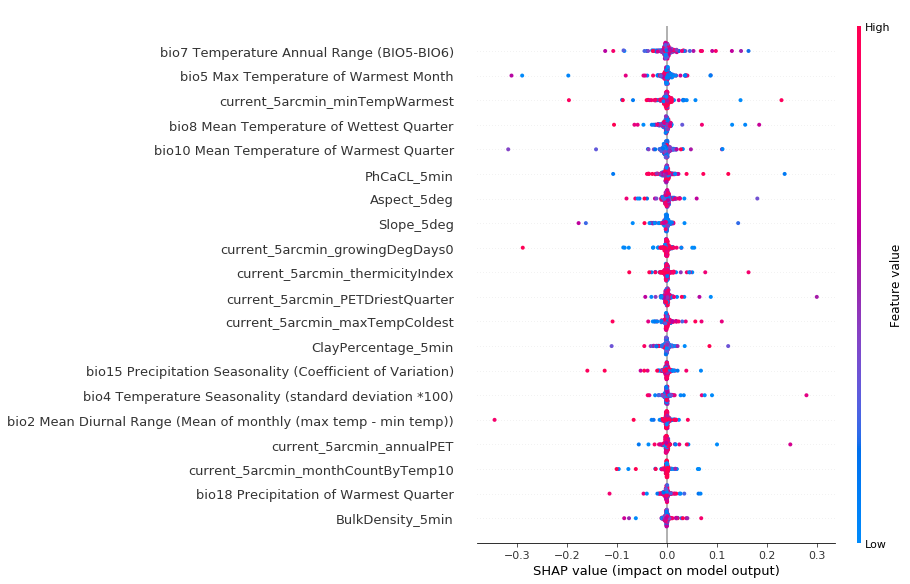 High
bio7 Temperature Annual Range (BIO5-BIO6)
bio5 Max Temperature of Warmest Month
current_5arcmin_minTempWarmest
bio8 Mean Temperature of Wettest Quarter
bio10 Mean Temperature of Warmest Quarter
PhCaCL_5min
Aspect_5deg
Slope_5deg
current_5arcmin_growingDegDays0
current_5arcmin_thermicityIndex
current_5arcmin_PETDriestQuarter
current_5arcmin_maxTempColdest
ClayPercentage_5min
bio15 Precipitation Seasonality (Coefficient of Variation)
bio4 Temperature Seasonality (standard deviation *100)
bio2 Mean Diurnal Range (Mean of monthly (max temp - min temp))
current_5arcmin_annualPET
current_5arcmin_monthCountByTemp10
bio18 Precipitation of Warmest Quarter
BulkDensity_5min
Feature value
Low
−0.3 −0.2 −0.1 0.0 0.1 0.2 0.3
SHAP value (impact on model output)